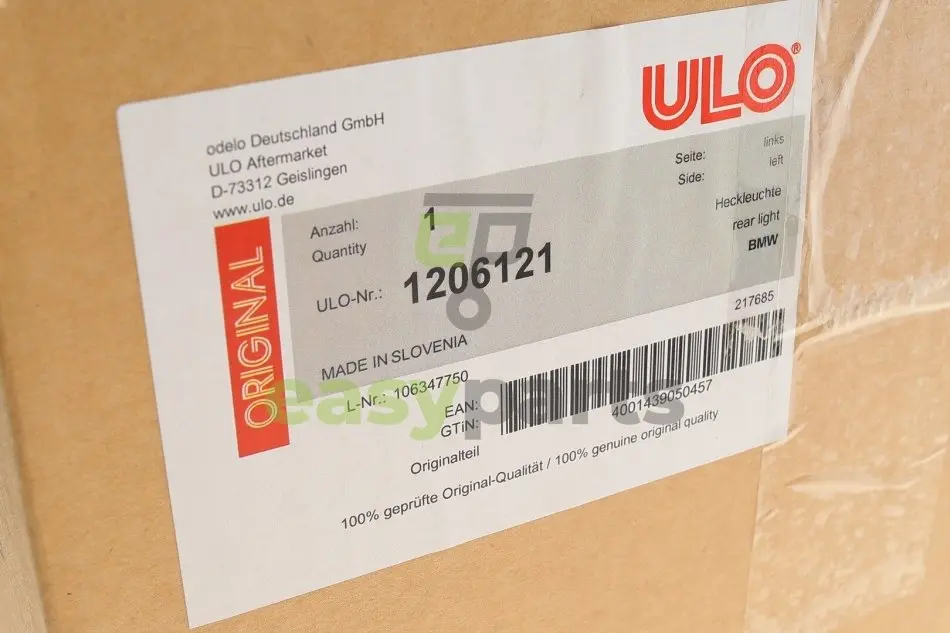 ULO®
odelo Deutschland GmbH
ULO Aftermarket
D-73312 Geislingen
www.ulo.de
Seite: links
Side: left
Anzahl: 1
Quantity
Heckleuchte
rear light
BMW
ULO-Nr.: 1206121
ORIGINAL
217685
MADE IN SLOVENIA
L-Nr.: 106347750
EAN:
GTiN:
4001439050457
Originalteil
100% geprüfte Original-Qualität / 100% genuine original quality
easyparts